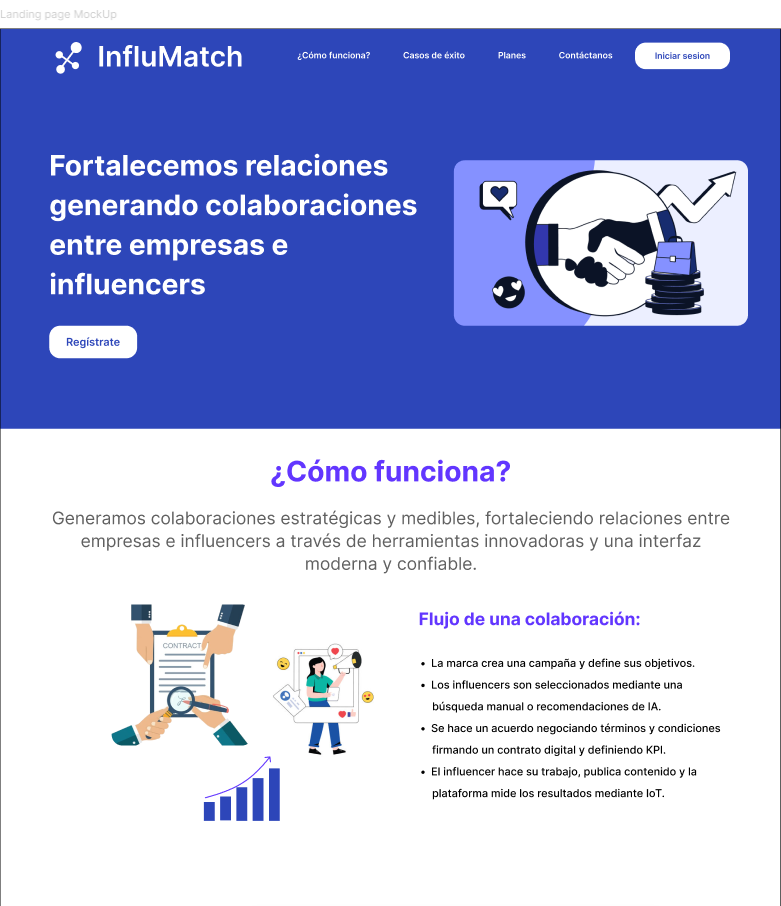 Landing page MockUp
InfluMatch
¿Cómo funciona?
Casos de éxito
Planes
Contáctanos
Iniciar sesion
Fortalecemos relaciones
generando colaboraciones
entre empresas e
influencers
Regístrate
¿Cómo funciona?
Generamos colaboraciones estratégicas y medibles, fortaleciendo relaciones entre
empresas e influencers a través de herramientas innovadoras y una interfaz
moderna y confiable.
CONTRACT
Flujo de una colaboración:
• La marca crea una campaña y define sus objetivos.
• Los influencers son seleccionados mediante una
búsqueda manual o recomendaciones de IA.
• Se hace un acuerdo negociando términos y condiciones
firmando un contrato digital y definiendo KPI.
• El influencer hace su trabajo, publica contenido y la
plataforma mide los resultados mediante IoT.